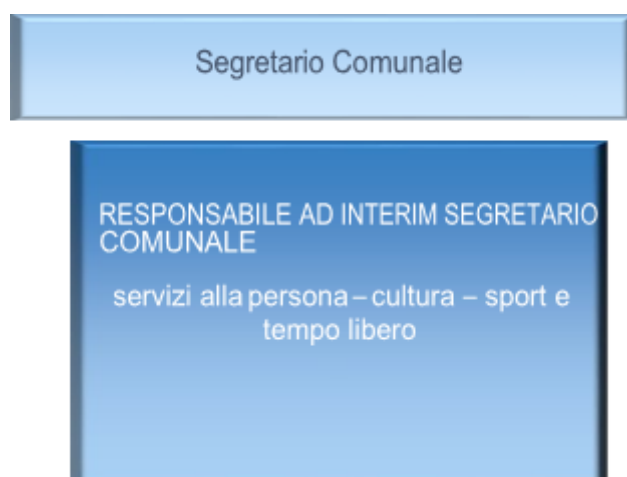 Segretario Comunale
RESPONSABILE AD INTERIM SEGRETARIO
COMUNALE
servizi alla persona – cultura – sport e
tempo libero